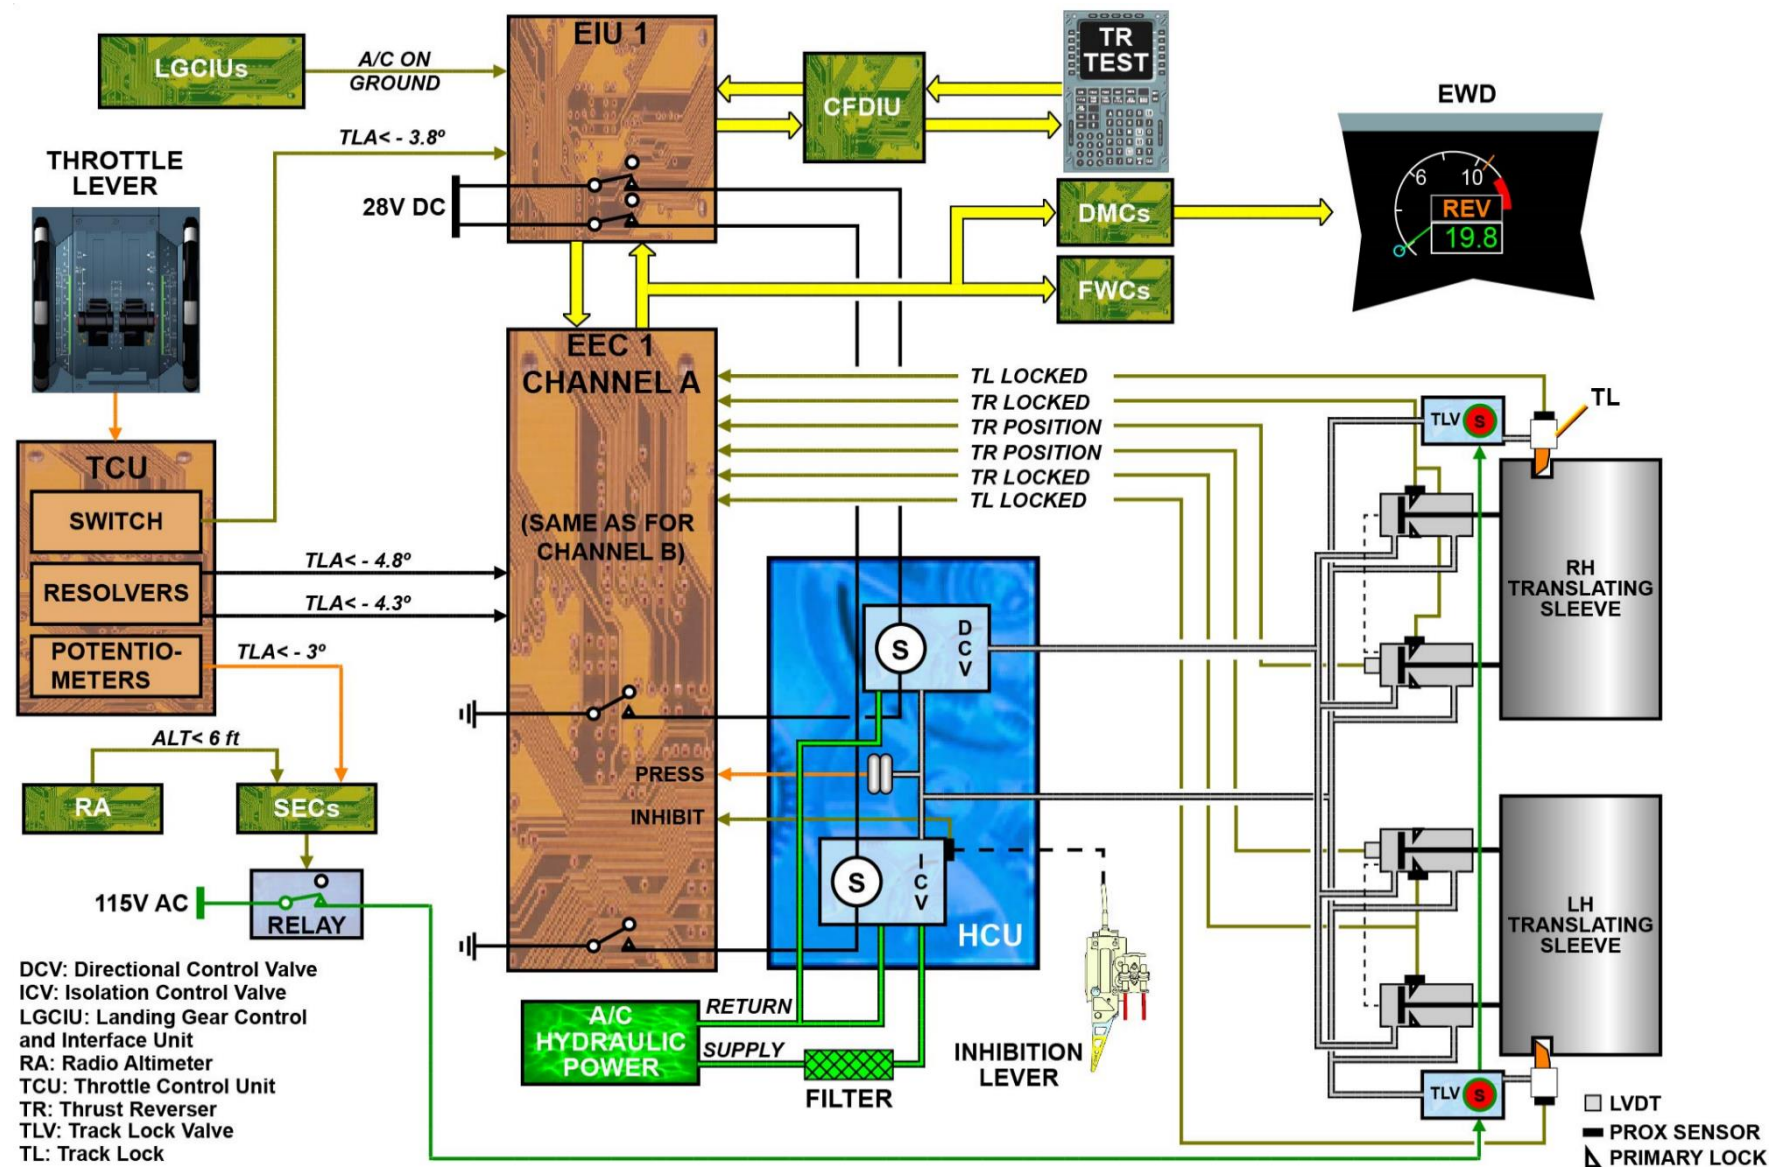 LGCIUs
A/C ON
GROUND
EIU 1
CFDIU
TR
TEST
EWD
6
10
REV
19.8
TLA< - 3.8º
28V DC
THROTTLE
LEVER
DMCs
FWCs
EEC 1
CHANNEL A
(SAME AS FOR
CHANNEL B)
TL LOCKED
TR LOCKED
TR POSITION
TR POSITION
TR LOCKED
TL LOCKED
TLV
S
TL
TCU
SWITCH
RESOLVERS
POTENTIO-
METERS
TLA< - 4.8º
TLA< - 4.3º
TLA< - 3º
RH
TRANSLATING
SLEEVE
S
D
C
V
ALT< 6 ft
RA
SECs
PRESS
INHIBIT
115V AC
RELAY
S
I
C
V
HCU
LH
TRANSLATING
SLEEVE
A/C
HYDRAULIC
POWER
RETURN
SUPPLY
FILTER
INHIBITION
LEVER
TLV
S
DCV: Directional Control Valve
ICV: Isolation Control Valve
LGCIU: Landing Gear Control
and Interface Unit
RA: Radio Altimeter
TCU: Throttle Control Unit
TR: Thrust Reverser
TLV: Track Lock Valve
TL: Track Lock
LVDT
PROX SENSOR
PRIMARY LOCK